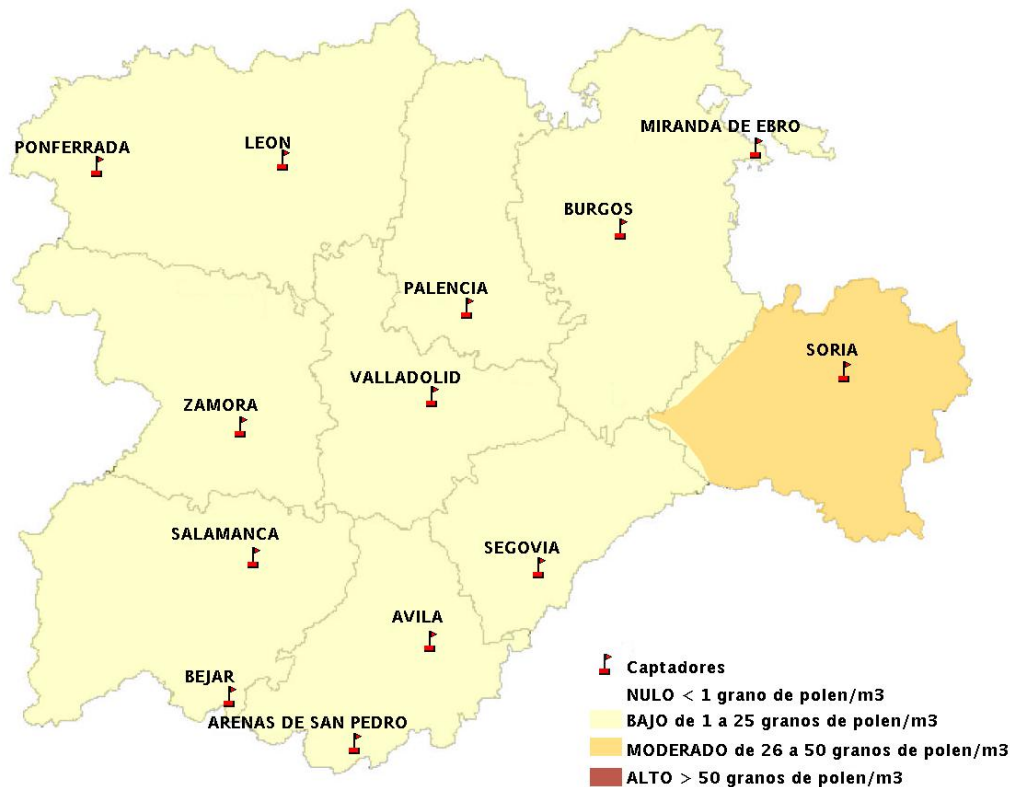 MIRANDA DE EBRO
PONFERRADA
LEON
BURGOS
PALENCIA
SORIA
VALLADOLID
ZAMORA
SALAMANCA
SEGOVIA
AVILA
BEJAR
ARENAS DE SAN PEDRO
Captadores
NULO < 1 grano de polen/m3
BAJO de 1 a 25 granos de polen/m3
MODERADO de 26 a 50 granos de polen/m3
ALTO > 50 granos de polen/m3